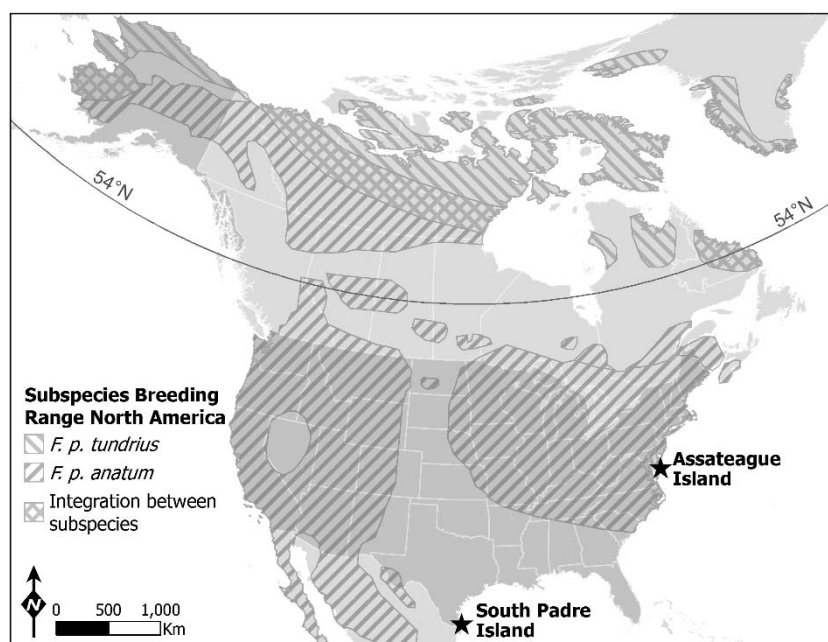 54°N
54°N
Subspecies Breeding
Range North America
F. p. tundrius
F. p. anatum
Integration between
subspecies
Assateague
Island
N
0 500 1,000
Km
South Padre
Island